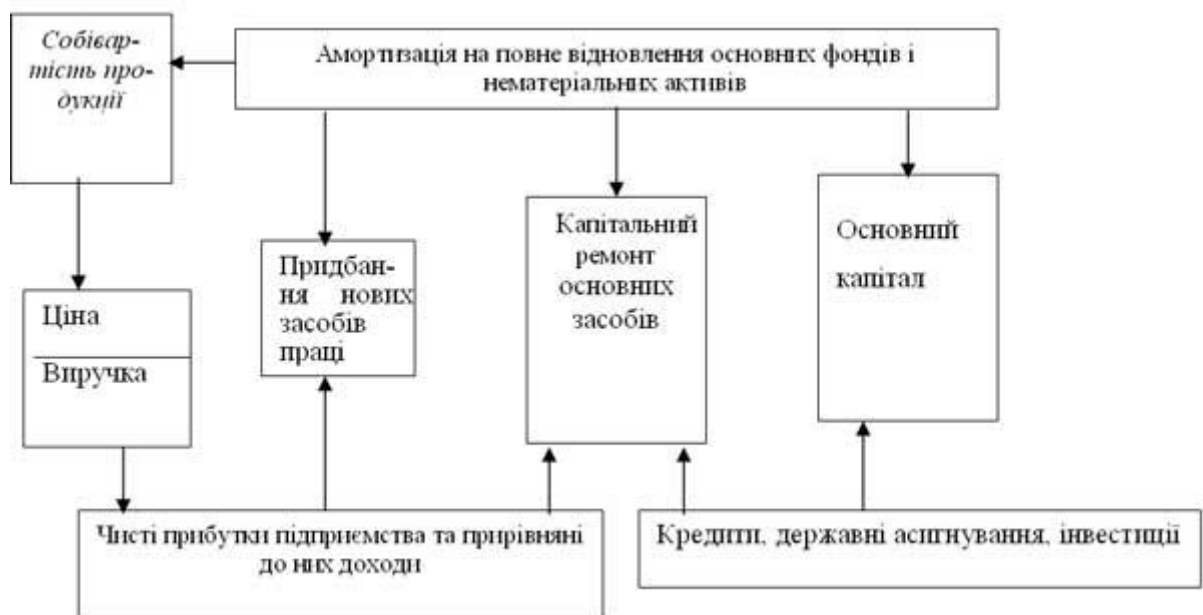 Собівар-
тість про-
дукції
Амортизація на повне відновлення основних фондів і
нематеріальних активів
Придбан-
ня нових
засобів
праці
Капітальний
ремонт
основних
засобів
Основний
капітал
Ціна
Виручка
Чисті прибутки підприємства та прирівняні
до них доходи
Кредити, державні асигнування, інвестиції